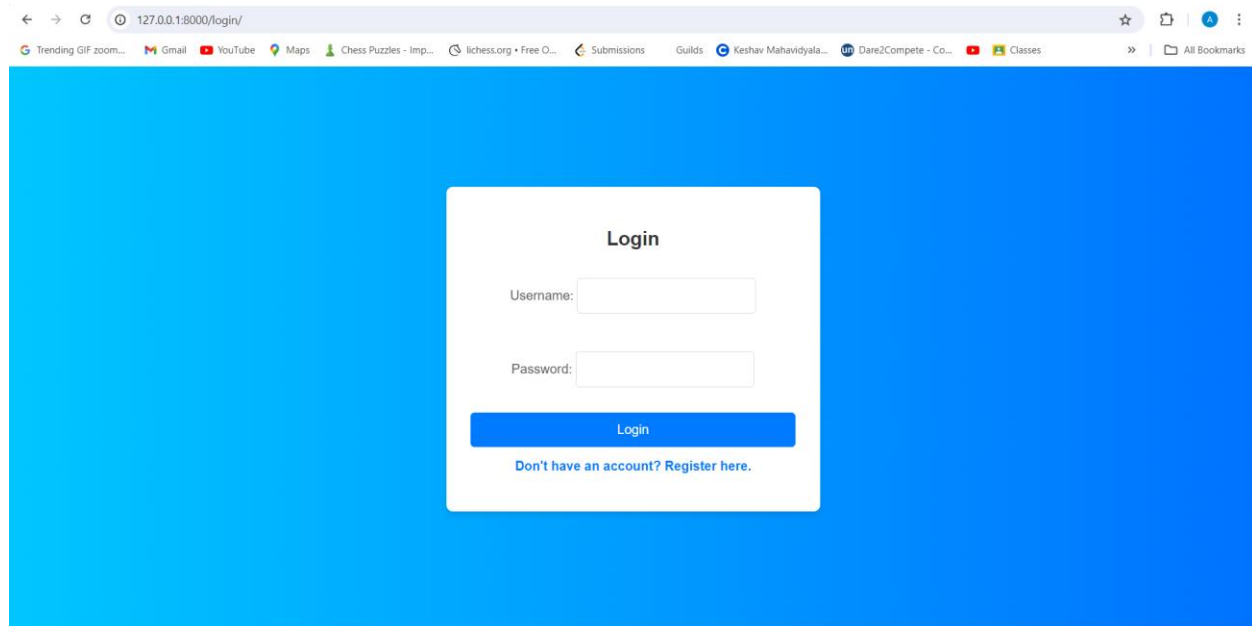 127.0.0.1:8000/login/
A
Trending GIF zoom... Gmail YouTube Maps Chess Puzzles - Imp... lichess.org • Free O... Submissions Guilds Keshav Mahavidyala... un Dare2Compete - Co... Classes » All Bookmarks
Login
Username:
Password:
Login
Don't have an account? Register here.